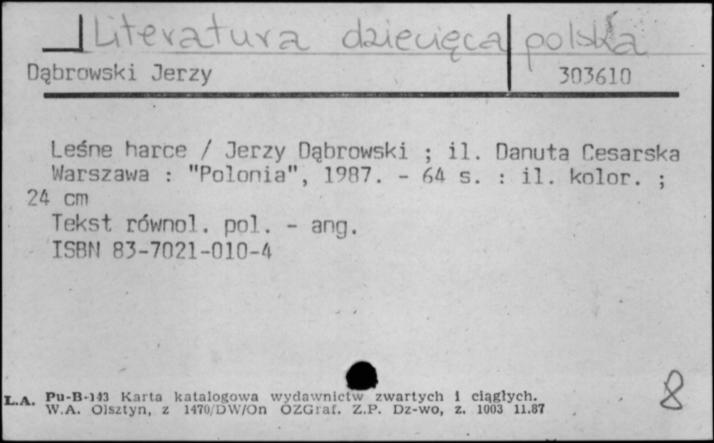 Literatura dziecięca polska
Dąbrowski Jerzy 303610
Leśne harce / Jerzy Dąbrowski ; il. Danuta Cesarska
Warszawa : "Polonia", 1987. - 64 s. : il. kolor. ;
24 cm
Tekst równol. pol. - ang.
ISBN 83-7021-010-4
8
L.A. Pu-B-143 Karta katalogowa wydawnictw zwartych i ciągłych.
W.A. Olsztyn, z 1470/DW/On OZGraf. Z.P. Dz-wo, z. 1003 11.87